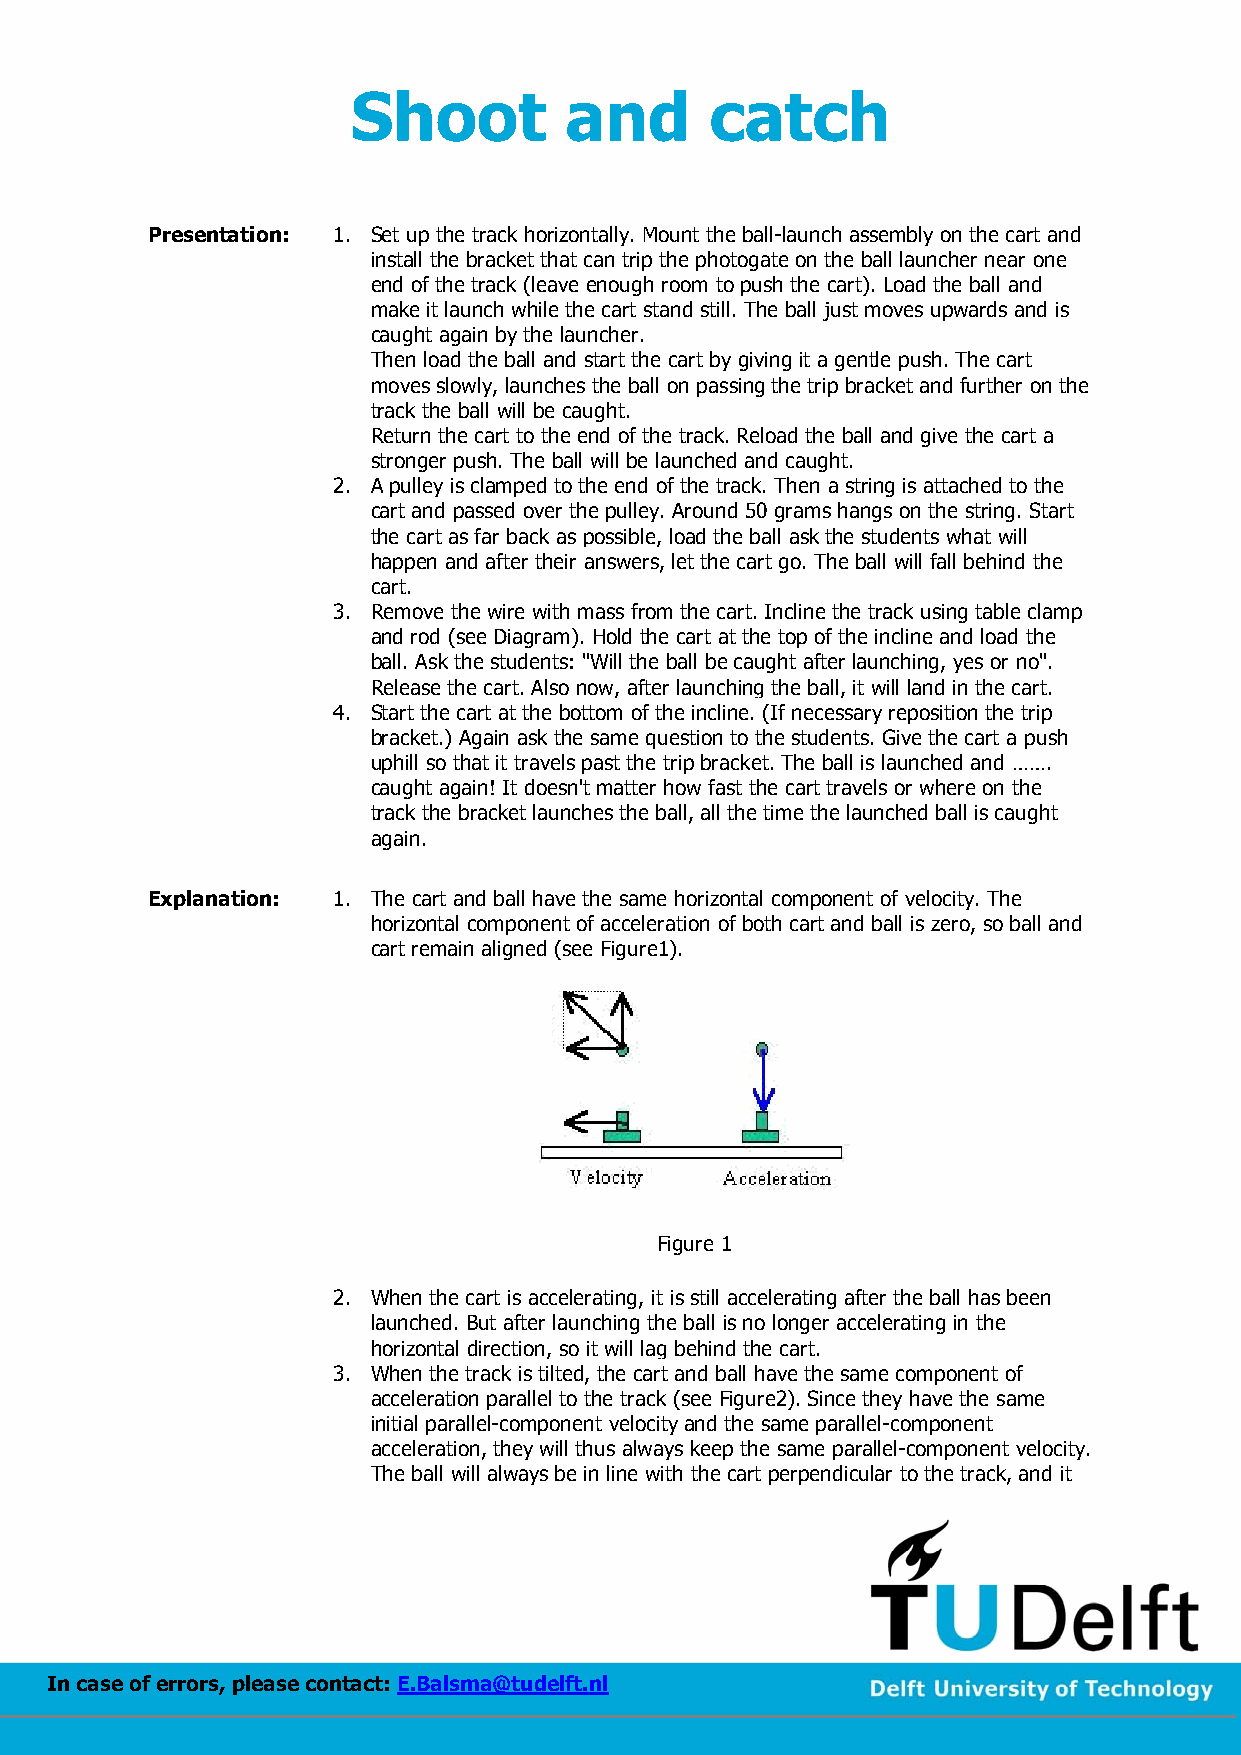 Shoot and catch
Presentation: 1. Set up the track horizontally. Mount the ball-launch assembly on the cart and
install the bracket that can trip the photogate on the ball launcher near one
end of the track (leave enough room to push the cart). Load the ball and
make it launch while the cart stand still. The ball just moves upwards and is
caught again by the launcher.
Then load the ball and start the cart by giving it a gentle push. The cart
moves slowly, launches the ball on passing the trip bracket and further on the
track the ball will be caught.
Return the cart to the end of the track. Reload the ball and give the cart a
stronger push. The ball will be launched and caught.
2. A pulley is clamped to the end of the track. Then a string is attached to the
cart and passed over the pulley. Around 50 grams hangs on the string. Start
the cart as far back as possible, load the ball ask the students what will
happen and after their answers, let the cart go. The ball will fall behind the
cart.
3. Remove the wire with mass from the cart. Incline the track using table clamp
and rod (see Diagram). Hold the cart at the top of the incline and load the
ball. Ask the students: "Will the ball be caught after launching, yes or no".
Release the cart. Also now, after launching the ball, it will land in the cart.
4. Start the cart at the bottom of the incline. (If necessary reposition the trip
bracket.) Again ask the same question to the students. Give the cart a push
uphill so that it travels past the trip bracket. The ball is launched and .......
caught again! It doesn't matter how fast the cart travels or where on the
track the bracket launches the ball, all the time the launched ball is caught
again.
Explanation: 1. The cart and ball have the same horizontal component of velocity. The
horizontal component of acceleration of both cart and ball is zero, so ball and
cart remain aligned (see Figure1).
Velocity Acceleration
Figure 1
2. When the cart is accelerating, it is still accelerating after the ball has been
launched. But after launching the ball is no longer accelerating in the
horizontal direction, so it will lag behind the cart.
3. When the track is tilted, the cart and ball have the same component of
acceleration parallel to the track (see Figure2). Since they have the same
initial parallel-component velocity and the same parallel-component
acceleration, they will thus always keep the same parallel-component velocity.
The ball will always be in line with the cart perpendicular to the track, and it
TUDelft
In case of errors, please contact: E.Balsma@tudelft.nl
Delft University of Technology